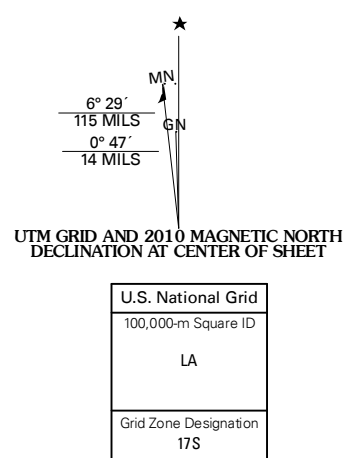 ★
M.N.
6° 29´
115 MILS
GN
0° 47´
14 MILS
UTM GRID AND 2010 MAGNETIC NORTH
DECLINATION AT CENTER OF SHEET
U.S. National Grid
100,000-m Square ID
LA
Grid Zone Designation
17S